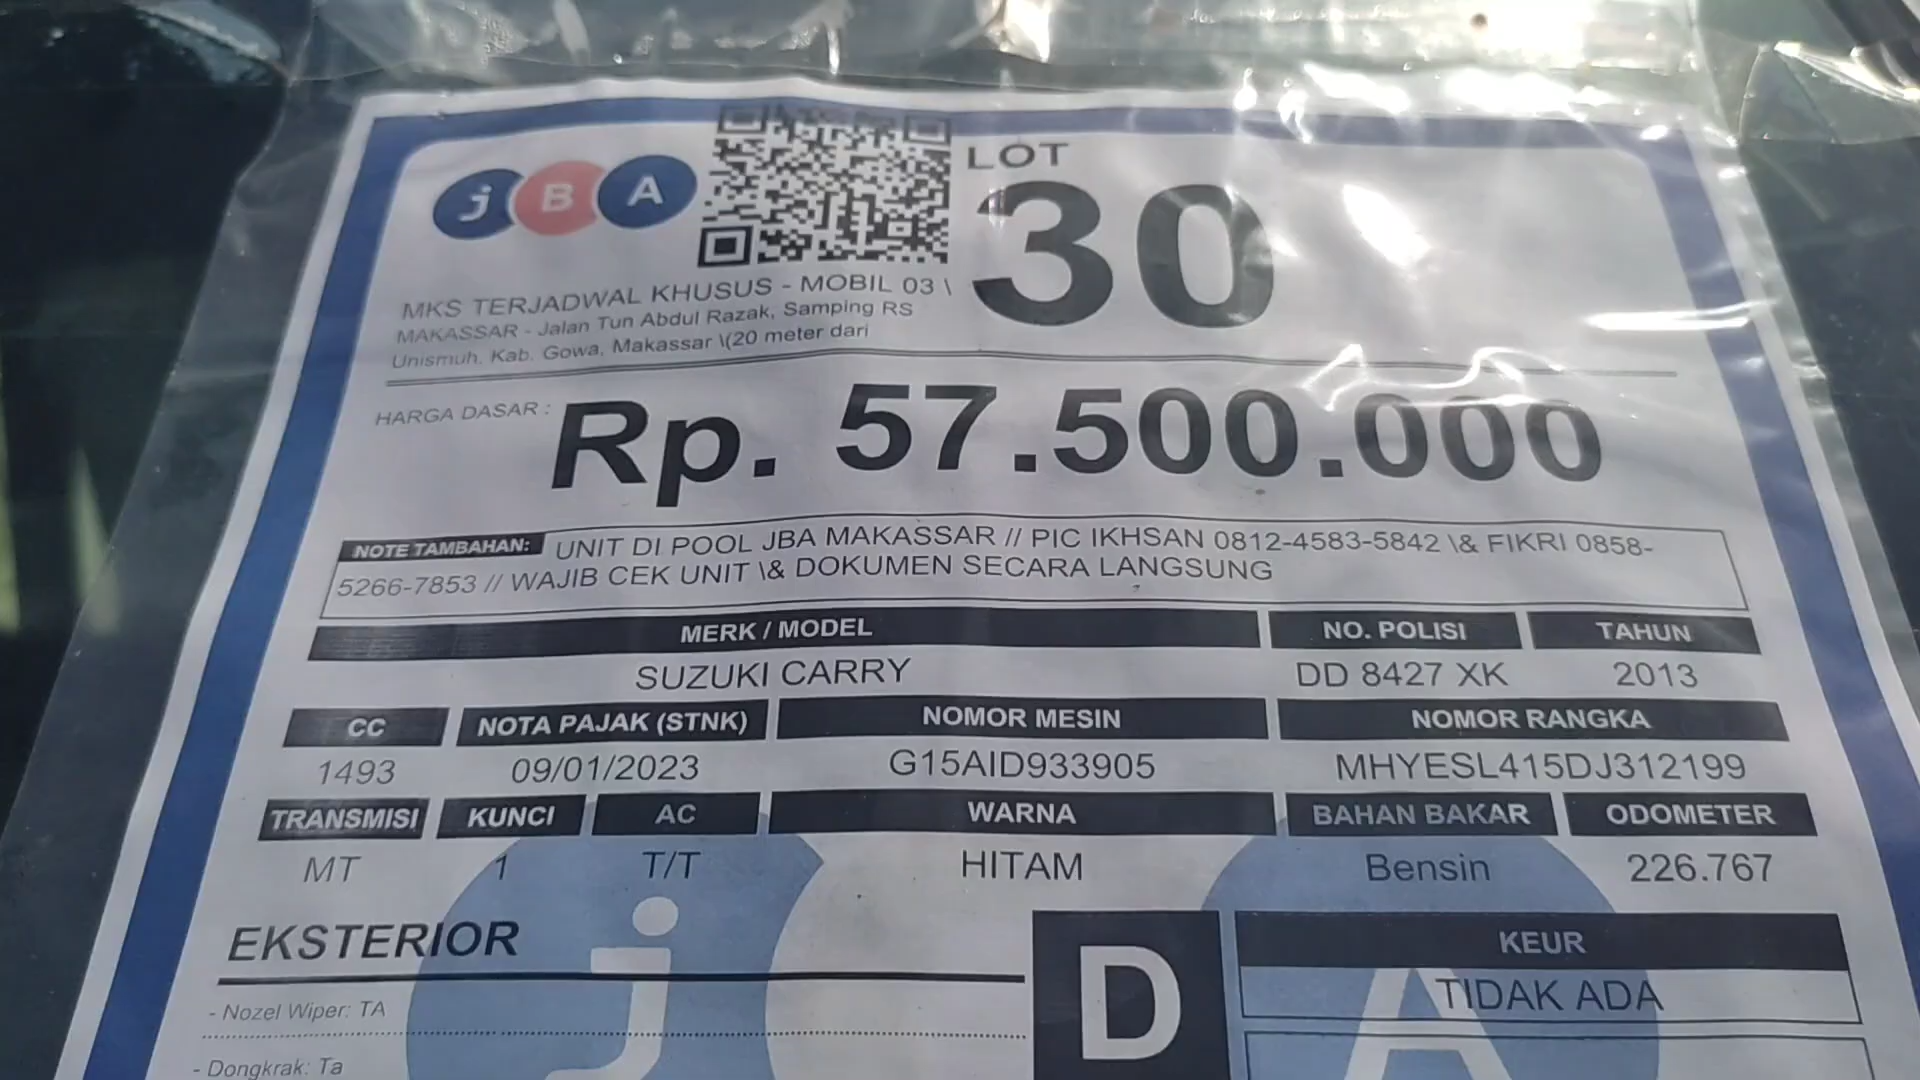 jBA
LOT
30
MKS TERJADWAL KHUSUS - MOBIL 03 \
MAKASSAR - Jalan Tun Abdul Razak, Samping RS
Unismuh, Kab. Gowa, Makassar \(20 meter dari
HARGA DASAR : Rp. 57.500.000
NOTE TAMBAHAN: UNIT DI POOL JBA MAKASSAR // PIC IKHSAN 0812-4583-5842 \& FIKRI 0858-
5266-7853 // WAJIB CEK UNIT \& DOKUMEN SECARA LANGSUNG
MERK / MODEL NO. POLISI TAHUN
SUZUKI CARRY DD 8427 XK 2013
CC NOTA PAJAK (STNK) NOMOR MESIN NOMOR RANGKA
1493 09/01/2023 G15AID933905 MHYESL415DJ312199
TRANSMISI KUNCI AC WARNA BAHAN BAKAR ODOMETER
MT 1 T/T HITAM Bensin 226.767
EKSTERIOR D KEUR
TIDAK ADA
- Nozel Wiper: TA
- Dongkrak: Ta
j A